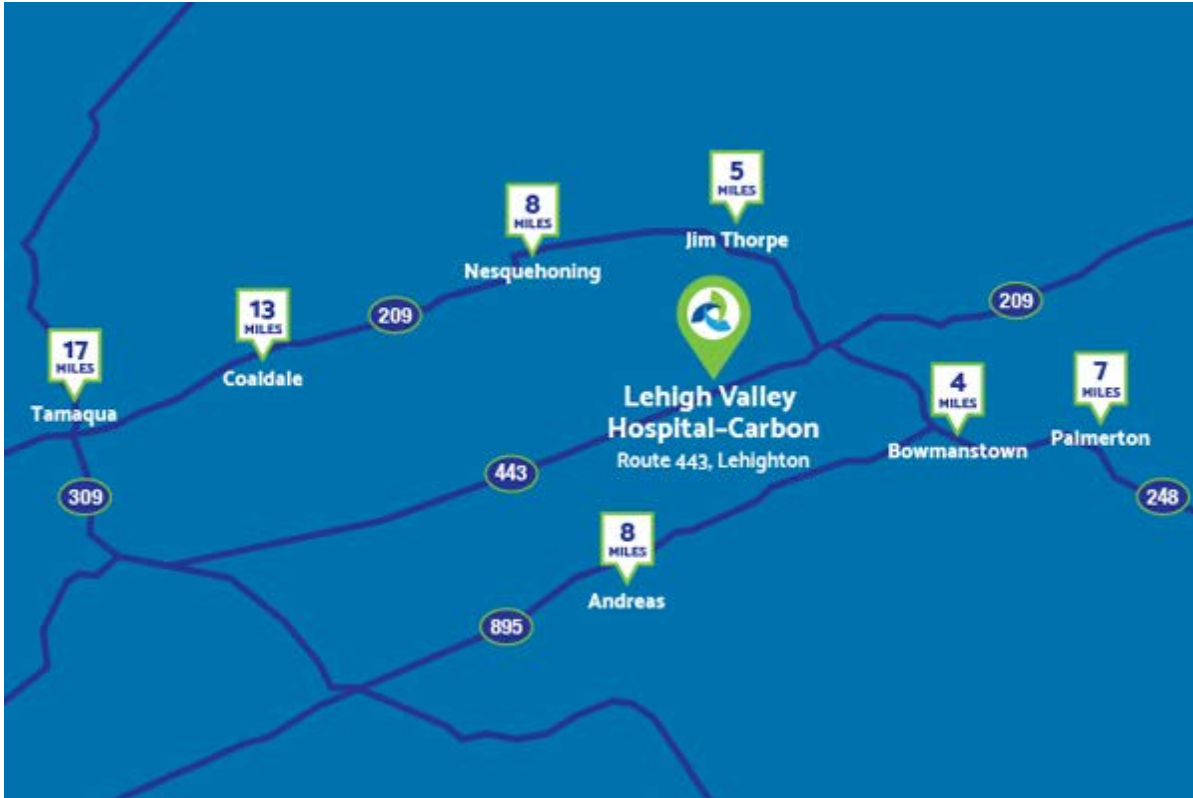 5
MILES
Jim Thorpe
8
MILES
Nesquehoning
209
13
MILES
Coaldale
209
17
MILES
Tamaqua
Lehigh Valley
Hospital-Carbon
Route 443, Lehighton
4
MILES
Bowmanstown
7
MILES
Palmerton
443
309
248
8
MILES
Andreas
895